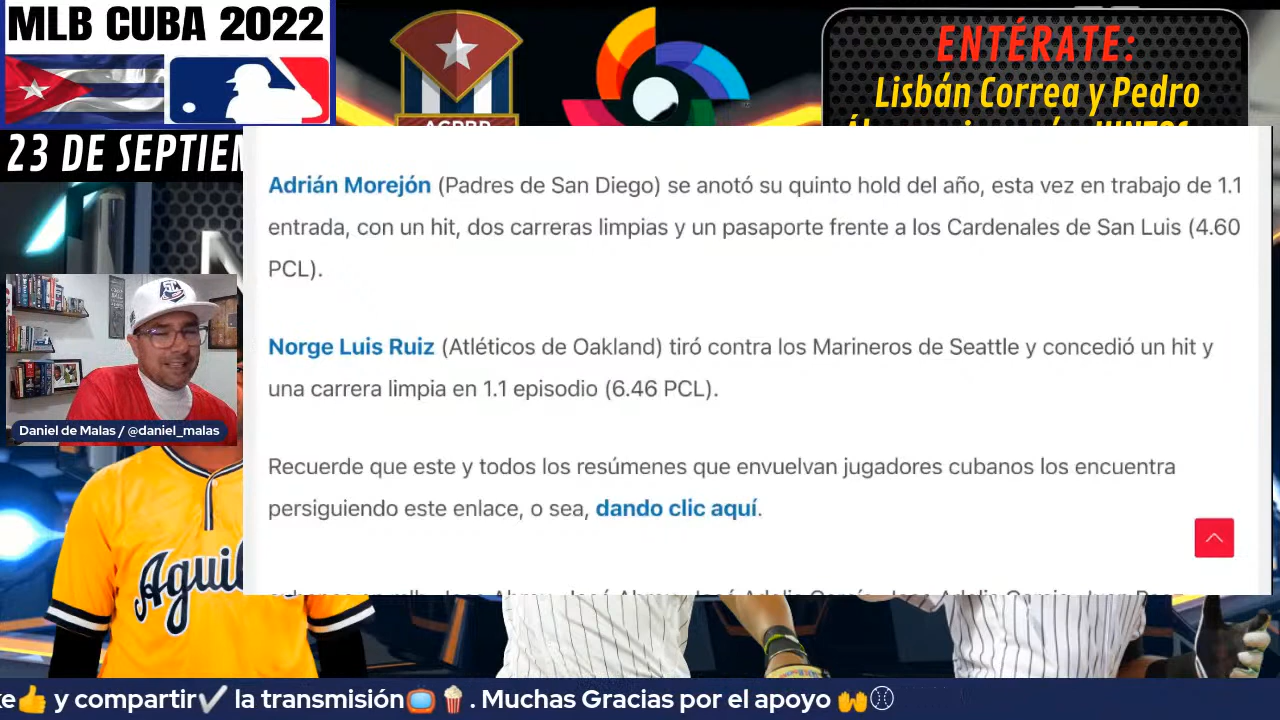 MLB CUBA 2022
ENTÉRATE:
Lisbán Correa y Pedro
23 DE SEPTIEM
Adrián Morejón (Padres de San Diego) se anotó su quinto hold del año, esta vez en trabajo de 1.1
entrada, con un hit, dos carreras limpias y un pasaporte frente a los Cardenales de San Luis (4.60
PCL).
Norge Luis Ruiz (Atléticos de Oakland) tiró contra los Marineros de Seattle y concedió un hit y
una carrera limpia en 1.1 episodio (6.46 PCL).
Daniel de Malas / @daniel_malas
Recuerde que este y todos los resúmenes que envuelvan jugadores cubanos los encuentra
persiguiendo este enlace, o sea, dando clic aquí.
Agui
ke👍 y compartir✔️ la transmisión📺🍿. Muchas Gracias por el apoyo 🙌⚾